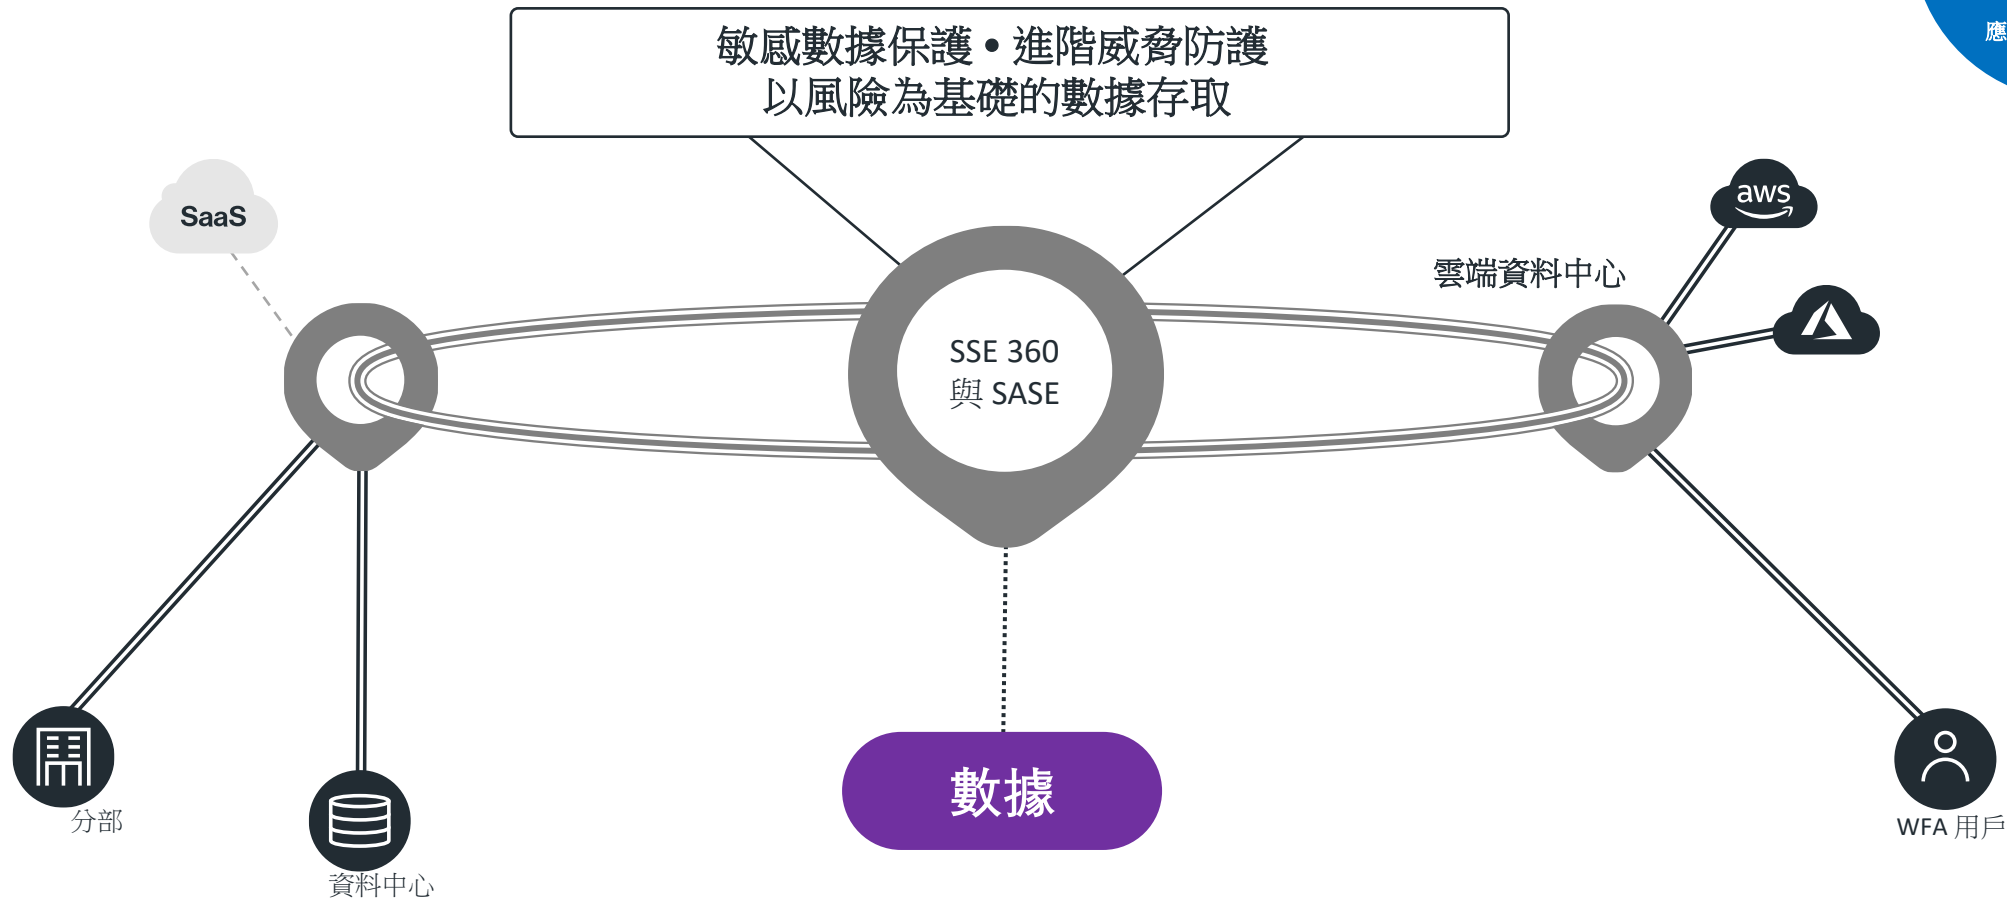 敏感數據保護 • 進階威脅防護
以風險為基礎的數據存取
應
SaaS
aws
雲端資料中心
SSE 360
與 SASE
數據
分部
資料中心
WFA 用戶